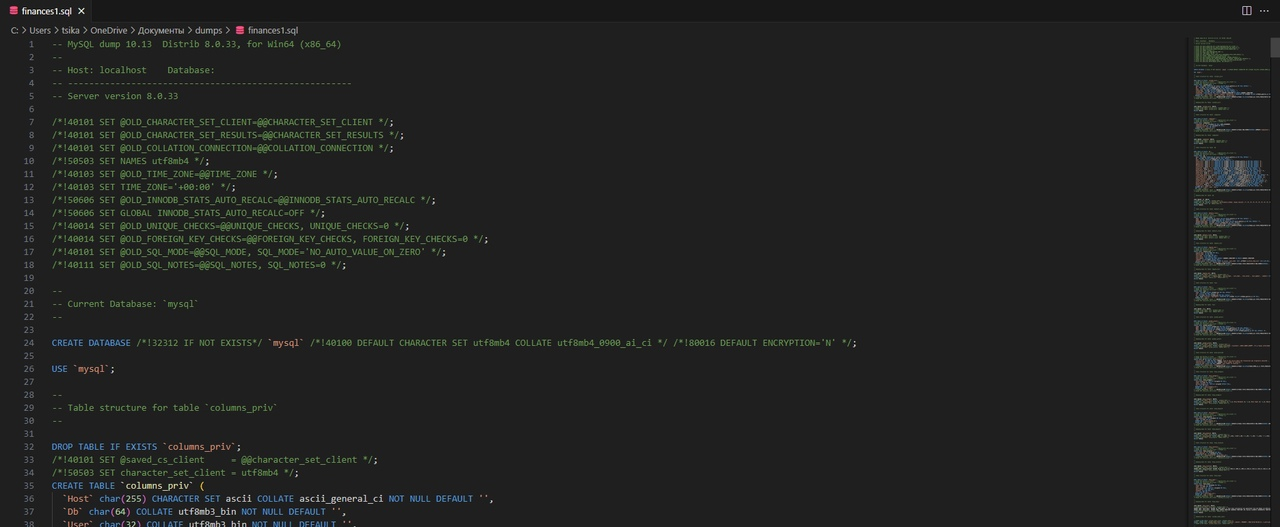 finances1.sql
C: > Users > tsika > OneDrive > Документы > dumps > finances1.sql
1 -- MySQL dump 10.13  Distrib 8.0.33, for Win64 (x86_64)
2 --
3 -- Host: localhost    Database:
4 -- ------------------------------------------------------
5 -- Server version 8.0.33
6
7 /*!40101 SET @OLD_CHARACTER_SET_CLIENT=@@CHARACTER_SET_CLIENT */;
8 /*!40101 SET @OLD_CHARACTER_SET_RESULTS=@@CHARACTER_SET_RESULTS */;
9 /*!40101 SET @OLD_COLLATION_CONNECTION=@@COLLATION_CONNECTION */;
10 /*!50503 SET NAMES utf8mb4 */;
11 /*!40103 SET @OLD_TIME_ZONE=@@TIME_ZONE */;
12 /*!40103 SET TIME_ZONE='+00:00' */;
13 /*!50606 SET @OLD_INNODB_STATS_AUTO_RECALC=@@INNODB_STATS_AUTO_RECALC */;
14 /*!50606 SET GLOBAL INNODB_STATS_AUTO_RECALC=OFF */;
15 /*!40014 SET @OLD_UNIQUE_CHECKS=@@UNIQUE_CHECKS, UNIQUE_CHECKS=0 */;
16 /*!40014 SET @OLD_FOREIGN_KEY_CHECKS=@@FOREIGN_KEY_CHECKS, FOREIGN_KEY_CHECKS=0 */;
17 /*!40101 SET @OLD_SQL_MODE=@@SQL_MODE, SQL_MODE='NO_AUTO_VALUE_ON_ZERO' */;
18 /*!40111 SET @OLD_SQL_NOTES=@@SQL_NOTES, SQL_NOTES=0 */;
19
20 --
21 -- Current Database: `mysql`
22 --
23
24 CREATE DATABASE /*!32312 IF NOT EXISTS*/ `mysql` /*!40100 DEFAULT CHARACTER SET utf8mb4 COLLATE utf8mb4_0900_ai_ci */ /*!80016 DEFAULT ENCRYPTION='N' */;
25
26 USE `mysql`;
27
28 --
29 -- Table structure for table `columns_priv`
30 --
31
32 DROP TABLE IF EXISTS `columns_priv`;
33 /*!40101 SET @saved_cs_client     = @@character_set_client */;
34 /*!50503 SET character_set_client = utf8mb4 */;
35 CREATE TABLE `columns_priv` (
36 `Host` char(255) CHARACTER SET ascii COLLATE ascii_general_ci NOT NULL DEFAULT '',
37 `Db` char(64) COLLATE utf8mb3_bin NOT NULL DEFAULT '',
38 `User` char(32) COLLATE utf8mb3_bin NOT NULL DEFAULT '',